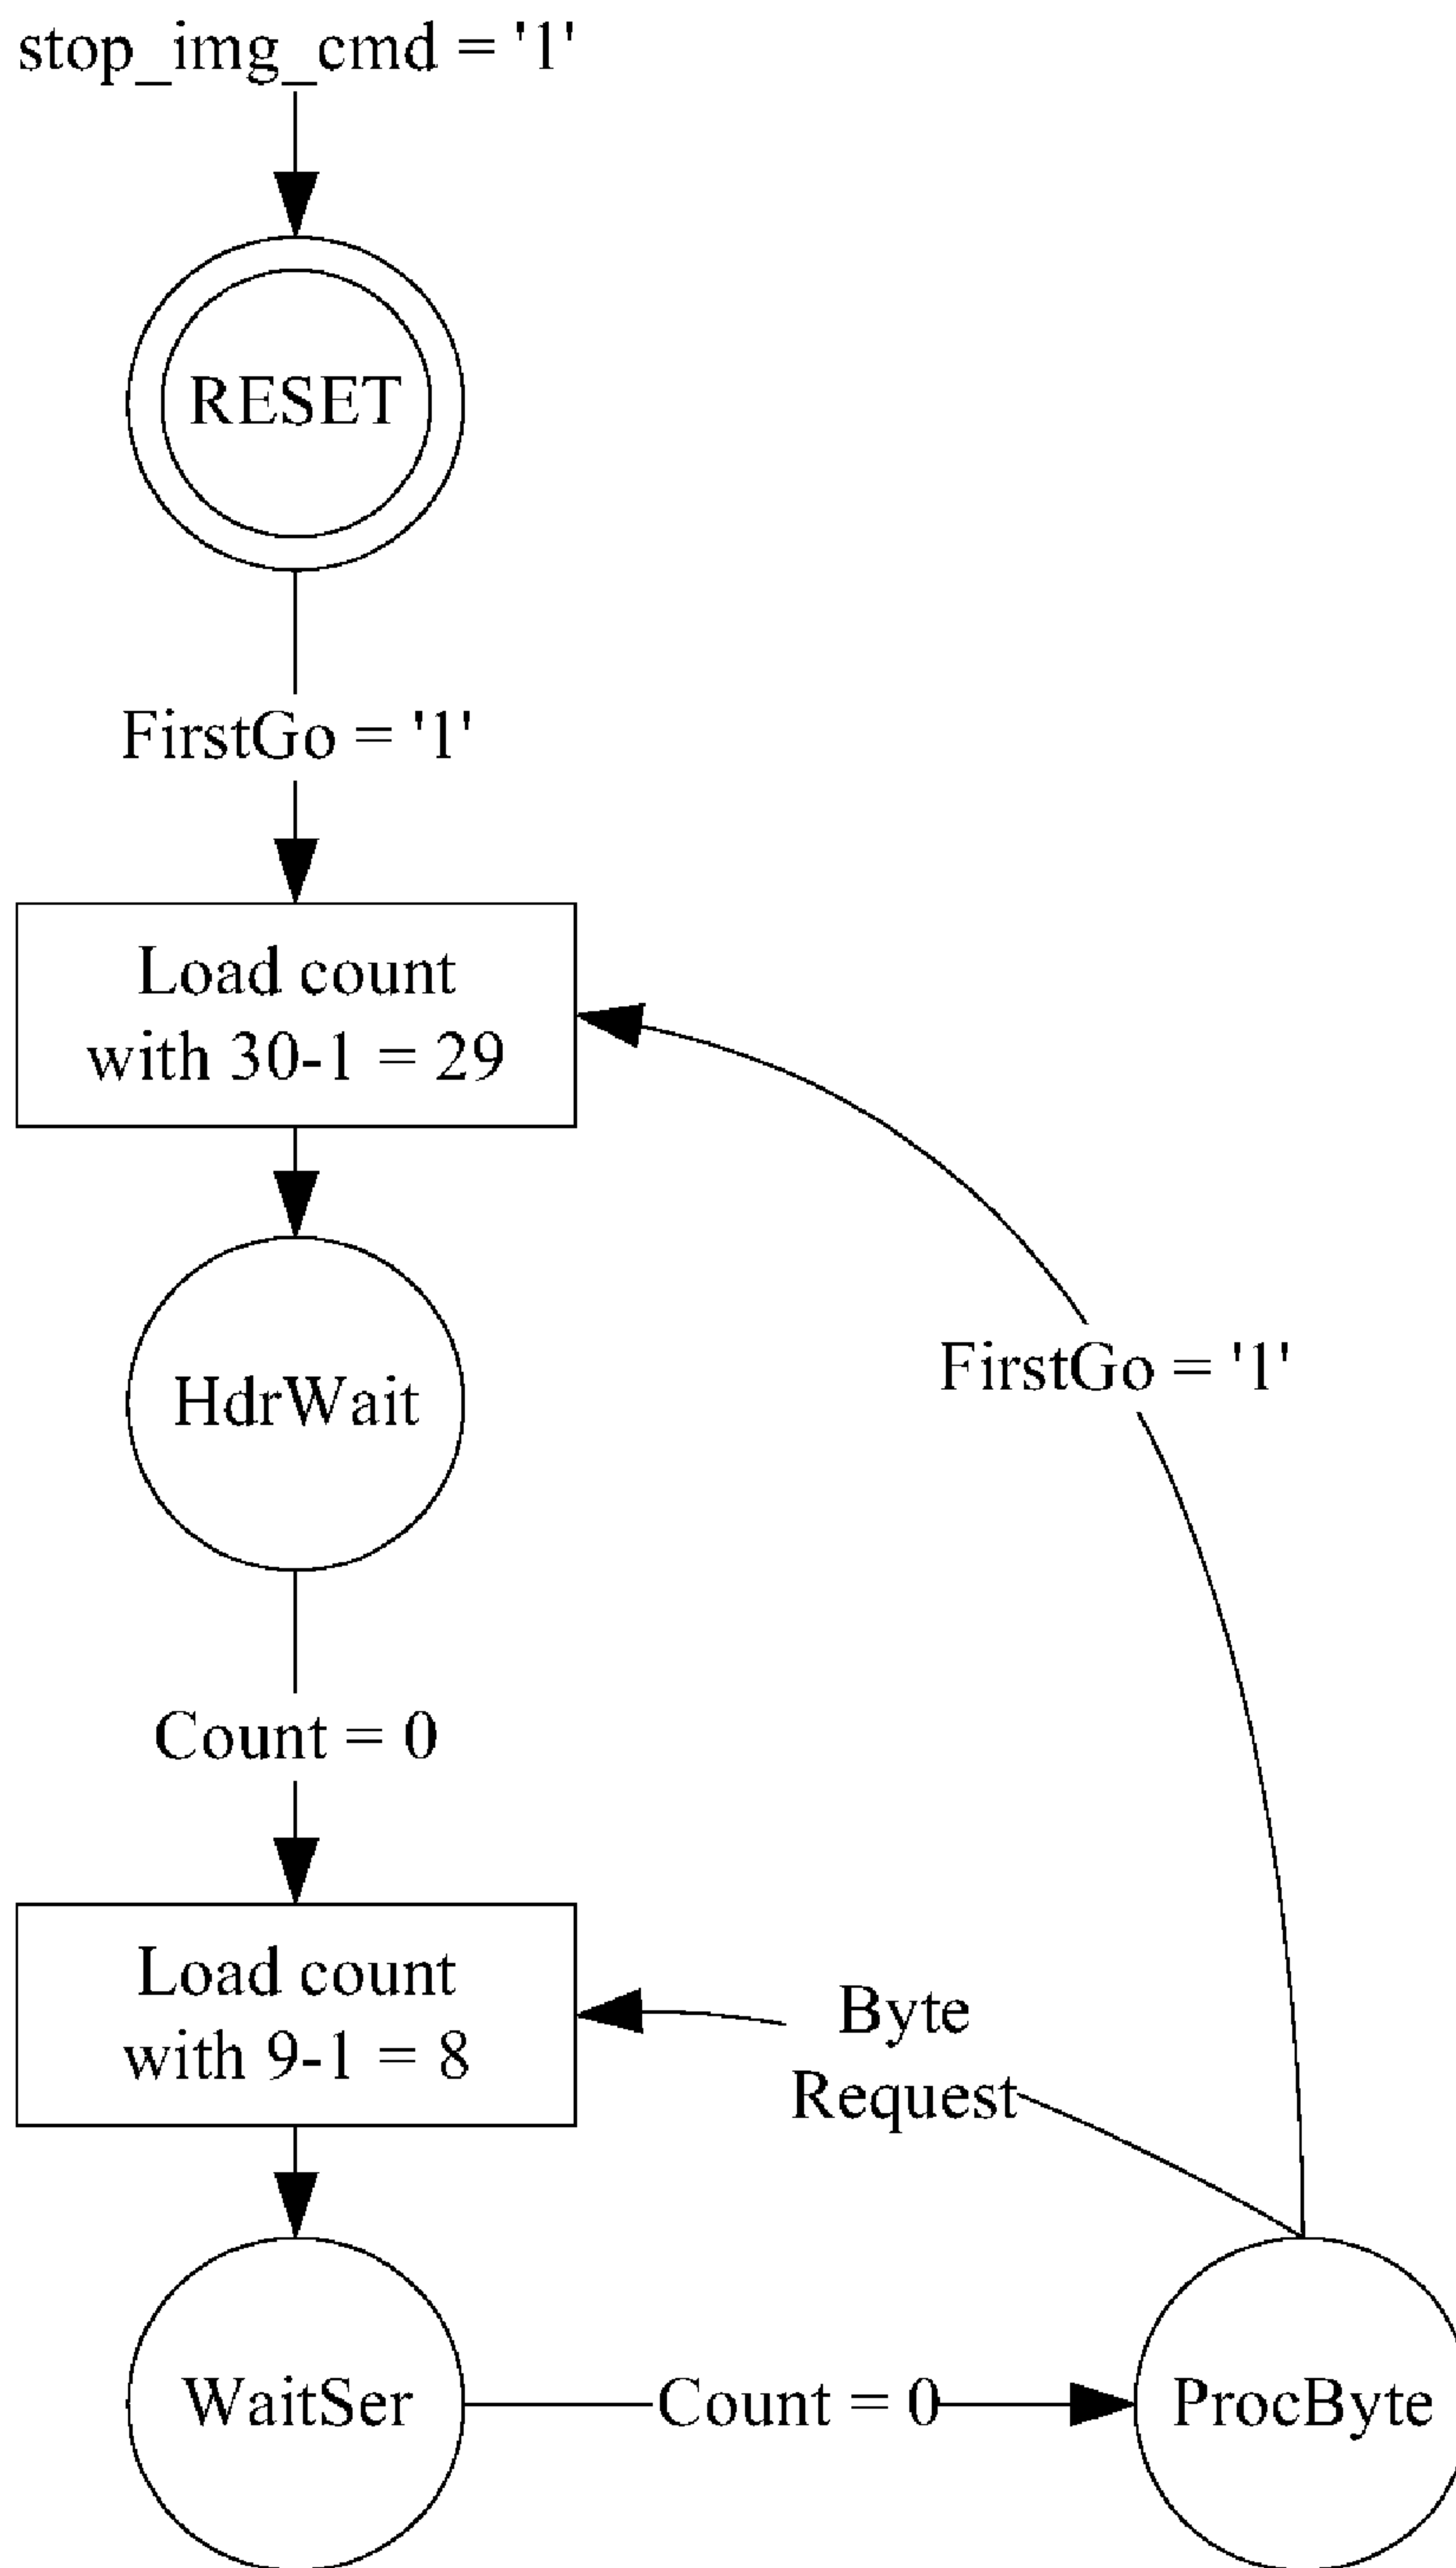 stop_img_cmd = '1'
RESET
FirstGo = '1'
Load count
with 30-1 = 29
HdrWait
FirstGo = '1'
Count = 0
Load count
with 9-1 = 8
Byte
Request
WaitSer
Count = 0
ProcByte